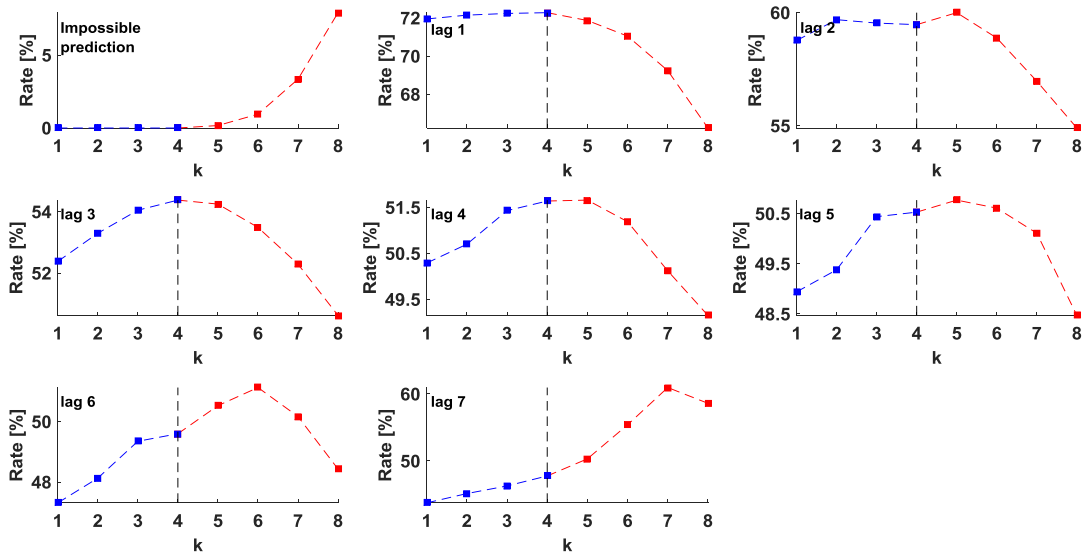 Impossible
prediction
Rate [%]
5
0
1 2 3 4 5 6 7 8
k
lag 1
Rate [%]
72
70
68
1 2 3 4 5 6 7 8
k
lag 2
Rate [%]
60
55
1 2 3 4 5 6 7 8
k
lag 3
Rate [%]
54
52
1 2 3 4 5 6 7 8
k
lag 4
Rate [%]
51.5
50.5
49.5
1 2 3 4 5 6 7 8
k
lag 5
Rate [%]
50.5
49.5
48.5
1 2 3 4 5 6 7 8
k
lag 6
Rate [%]
50
48
1 2 3 4 5 6 7 8
k
lag 7
Rate [%]
60
50
1 2 3 4 5 6 7 8
k